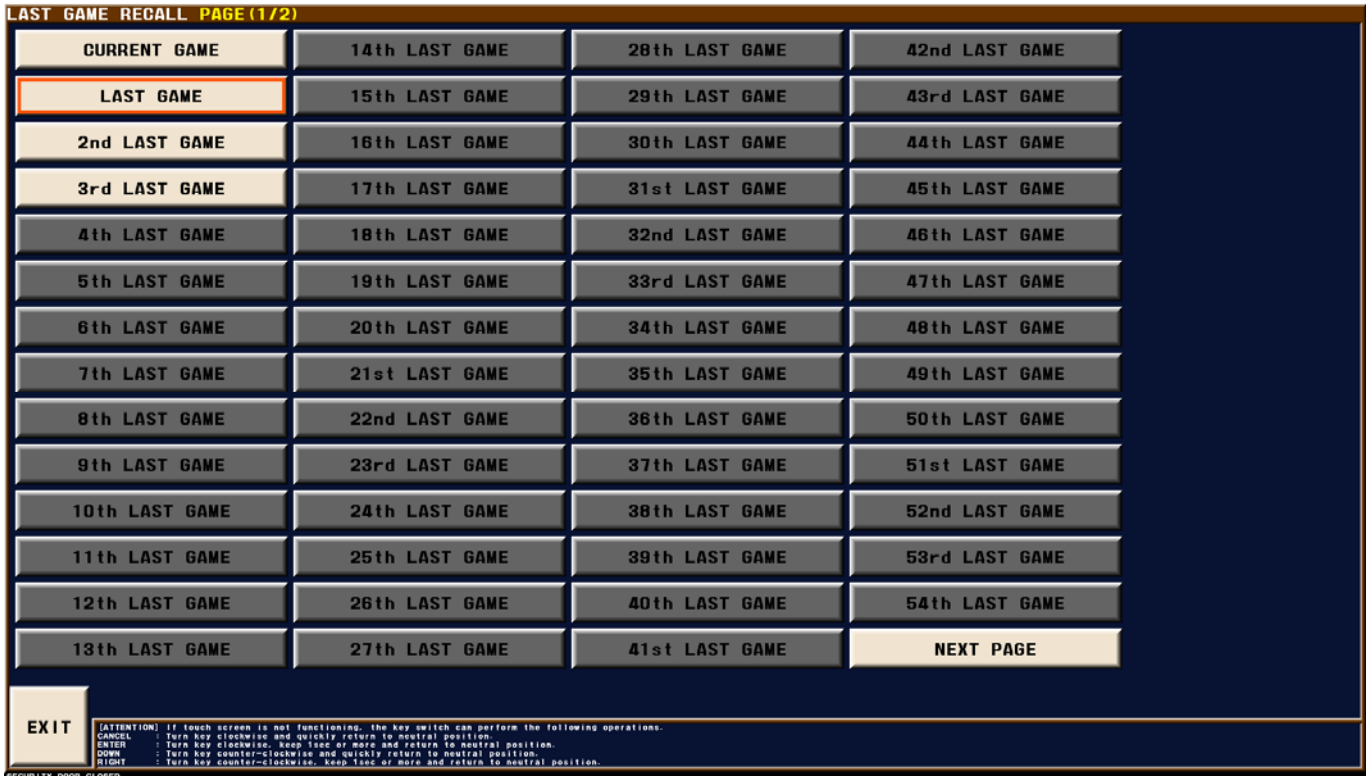 LAST GAME RECALL PAGE(1/2)
CURRENT GAME
LAST GAME
2nd LAST GAME
3rd LAST GAME
4th LAST GAME
5th LAST GAME
6th LAST GAME
7th LAST GAME
8th LAST GAME
9th LAST GAME
10th LAST GAME
11th LAST GAME
12th LAST GAME
13th LAST GAME
14th LAST GAME
15th LAST GAME
16th LAST GAME
17th LAST GAME
18th LAST GAME
19th LAST GAME
20th LAST GAME
21st LAST GAME
22nd LAST GAME
23rd LAST GAME
24th LAST GAME
25th LAST GAME
26th LAST GAME
27th LAST GAME
28th LAST GAME
29th LAST GAME
30th LAST GAME
31st LAST GAME
32nd LAST GAME
33rd LAST GAME
34th LAST GAME
35th LAST GAME
36th LAST GAME
37th LAST GAME
38th LAST GAME
39th LAST GAME
40th LAST GAME
41st LAST GAME
42nd LAST GAME
43rd LAST GAME
44th LAST GAME
45th LAST GAME
46th LAST GAME
47th LAST GAME
48th LAST GAME
49th LAST GAME
50th LAST GAME
51st LAST GAME
52nd LAST GAME
53rd LAST GAME
54th LAST GAME
NEXT PAGE
EXIT
[ATTENTION] If touch screen is not functioning, the key switch can perform the following operations.
CANCEL : Turn key clockwise and quickly return to neutral position.
ENTER : Turn key clockwise, keep 1sec or more and return to neutral position.
DOWN : Turn key counter-clockwise and quickly return to neutral position.
RIGHT : Turn key counter-clockwise, keep 1sec or more and return to neutral position.
SECURITY DOOR CLOSED